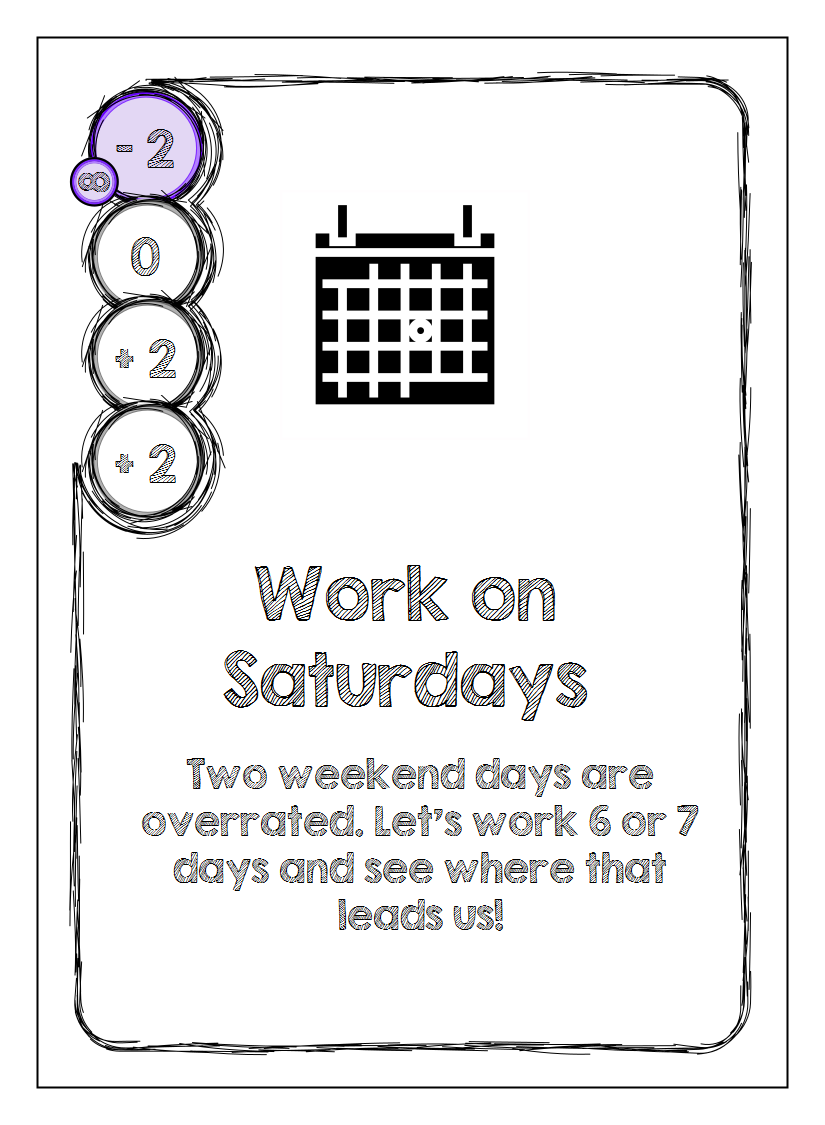 - 2
8
0
+ 2
+ 2
Work on
Saturdays
Two weekend days are
overrated. Let's work 6 or 7
days and see where that
leads us!